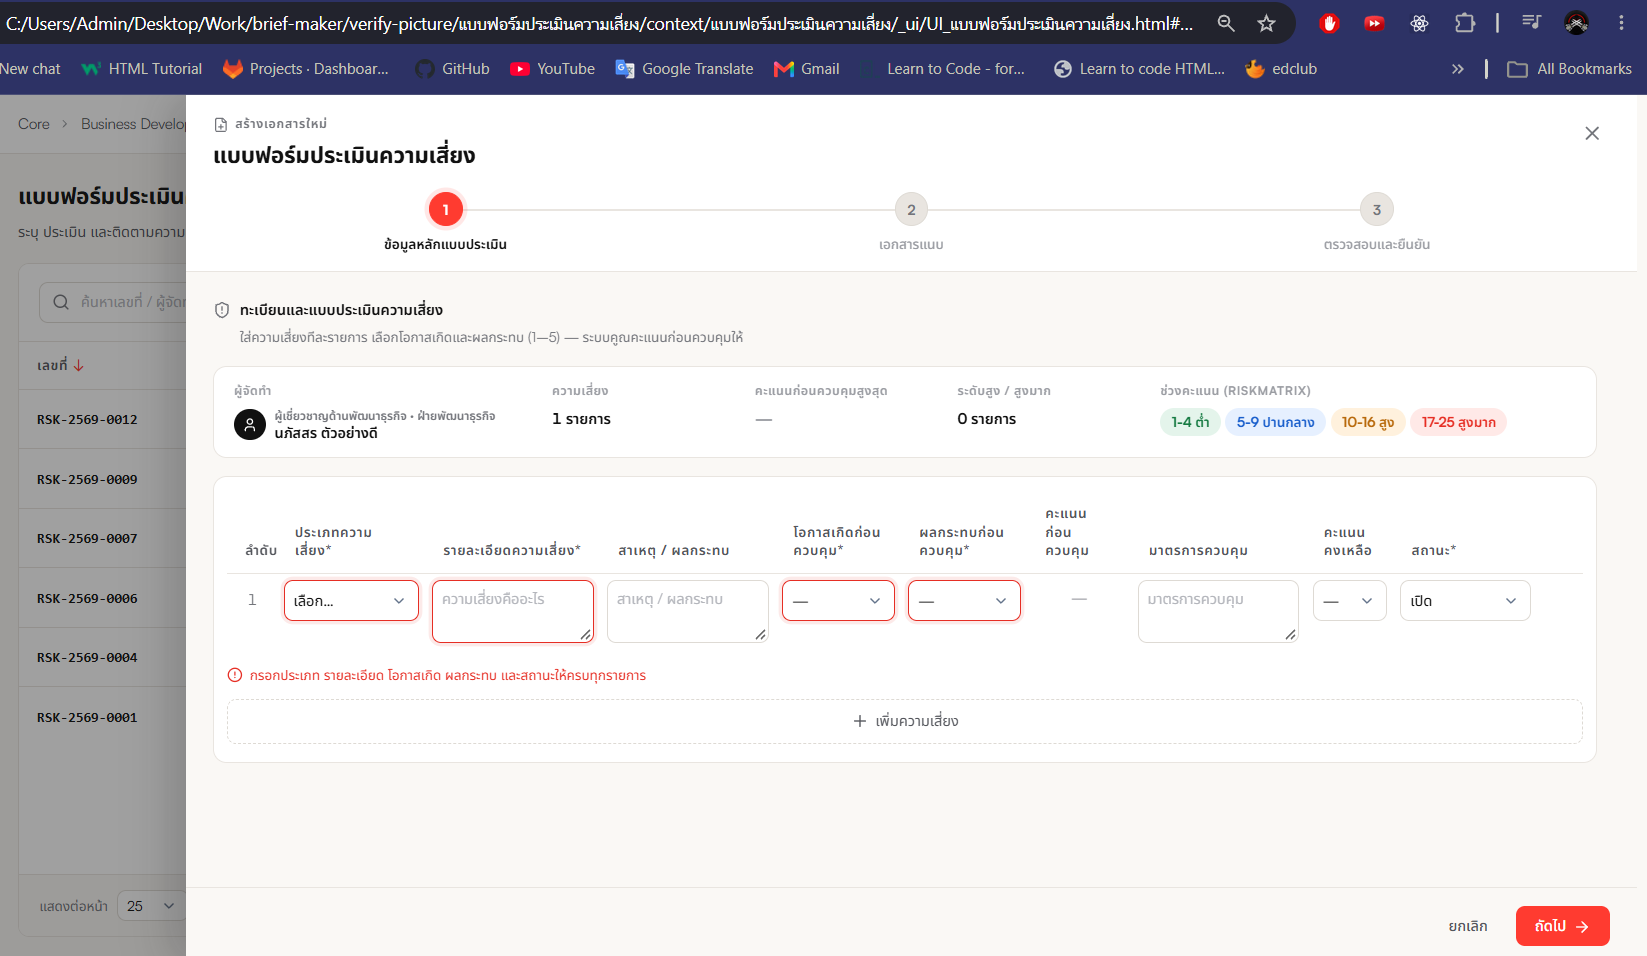 C:/Users/Admin/Desktop/Work/brief-maker/verify-picture/แบบฟอร์มประเมินความเสี่ยง/context/แบบฟอร์มประเมินความเสี่ยง/_ui/UI_แบบฟอร์มประเมินความเสี่ยง.html#...
New chat HTML Tutorial Projects · Dashboar... GitHub YouTube Google Translate Gmail Learn to Code - for... Learn to code HTML... edclub » All Bookmarks
Core > Business Develop
สร้างเอกสารใหม่
แบบฟอร์มประเมินความเสี่ยง
1 2 3
ข้อมูลหลักแบบประเมิน เอกสารแนบ ตรวจสอบและยืนยัน
แบบฟอร์มประเมิน
ระบุ ประเมิน และติดตามความ
ค้นหาเลขที่ / ผู้จัด
เลขที่
RSK-2569-0012
RSK-2569-0009
RSK-2569-0007
RSK-2569-0006
RSK-2569-0004
RSK-2569-0001
แสดงต่อหน้า 25
ทะเบียนและแบบประเมินความเสี่ยง
ใส่ความเสี่ยงทีละรายการ เลือกโอกาสเกิดและผลกระทบ (1–5) — ระบบคูณคะแนนก่อนควบคุมให้
ผู้จัดทำ ความเสี่ยง คะแนนก่อนควบคุมสูงสุด ระดับสูง / สูงมาก ช่วงคะแนน (RISKMATRIX)
ผู้เชี่ยวชาญด้านพัฒนาธุรกิจ • ฝ่ายพัฒนาธุรกิจ
นภัสสร ตัวอย่างดี
1 รายการ — 0 รายการ 1-4 ต่ำ 5-9 ปานกลาง 10-16 สูง 17-25 สูงมาก
ลำดับ ประเภทความเสี่ยง* รายละเอียดความเสี่ยง* สาเหตุ / ผลกระทบ โอกาสเกิดก่อนควบคุม* ผลกระทบก่อนควบคุม* คะแนนก่อนควบคุม มาตรการควบคุม คะแนนคงเหลือ สถานะ*
1 เลือก... ความเสี่ยงคืออะไร สาเหตุ / ผลกระทบ — — — มาตรการควบคุม — เปิด
กรอกประเภท รายละเอียด โอกาสเกิด ผลกระทบ และสถานะให้ครบทุกรายการ
+ เพิ่มความเสี่ยง
ยกเลิก ถัดไป →